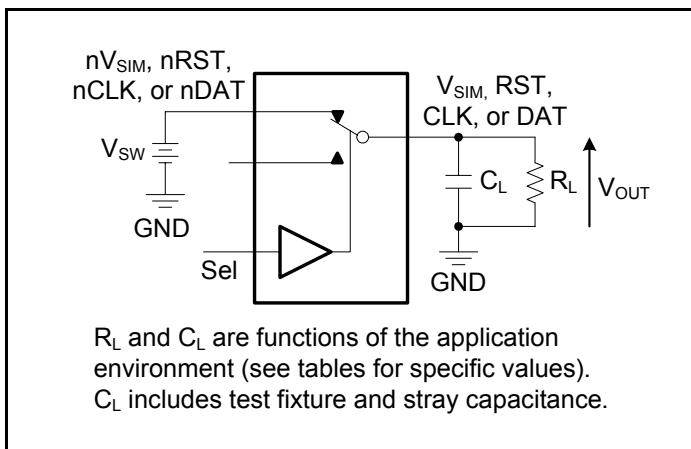 nVSIM, nRST,
nCLK, or nDAT
VSIM, RST,
CLK, or DAT
VSW
GND
Sel
CL
RL
VOUT
GND
RL and CL are functions of the application
environment (see tables for specific values).
CL includes test fixture and stray capacitance.